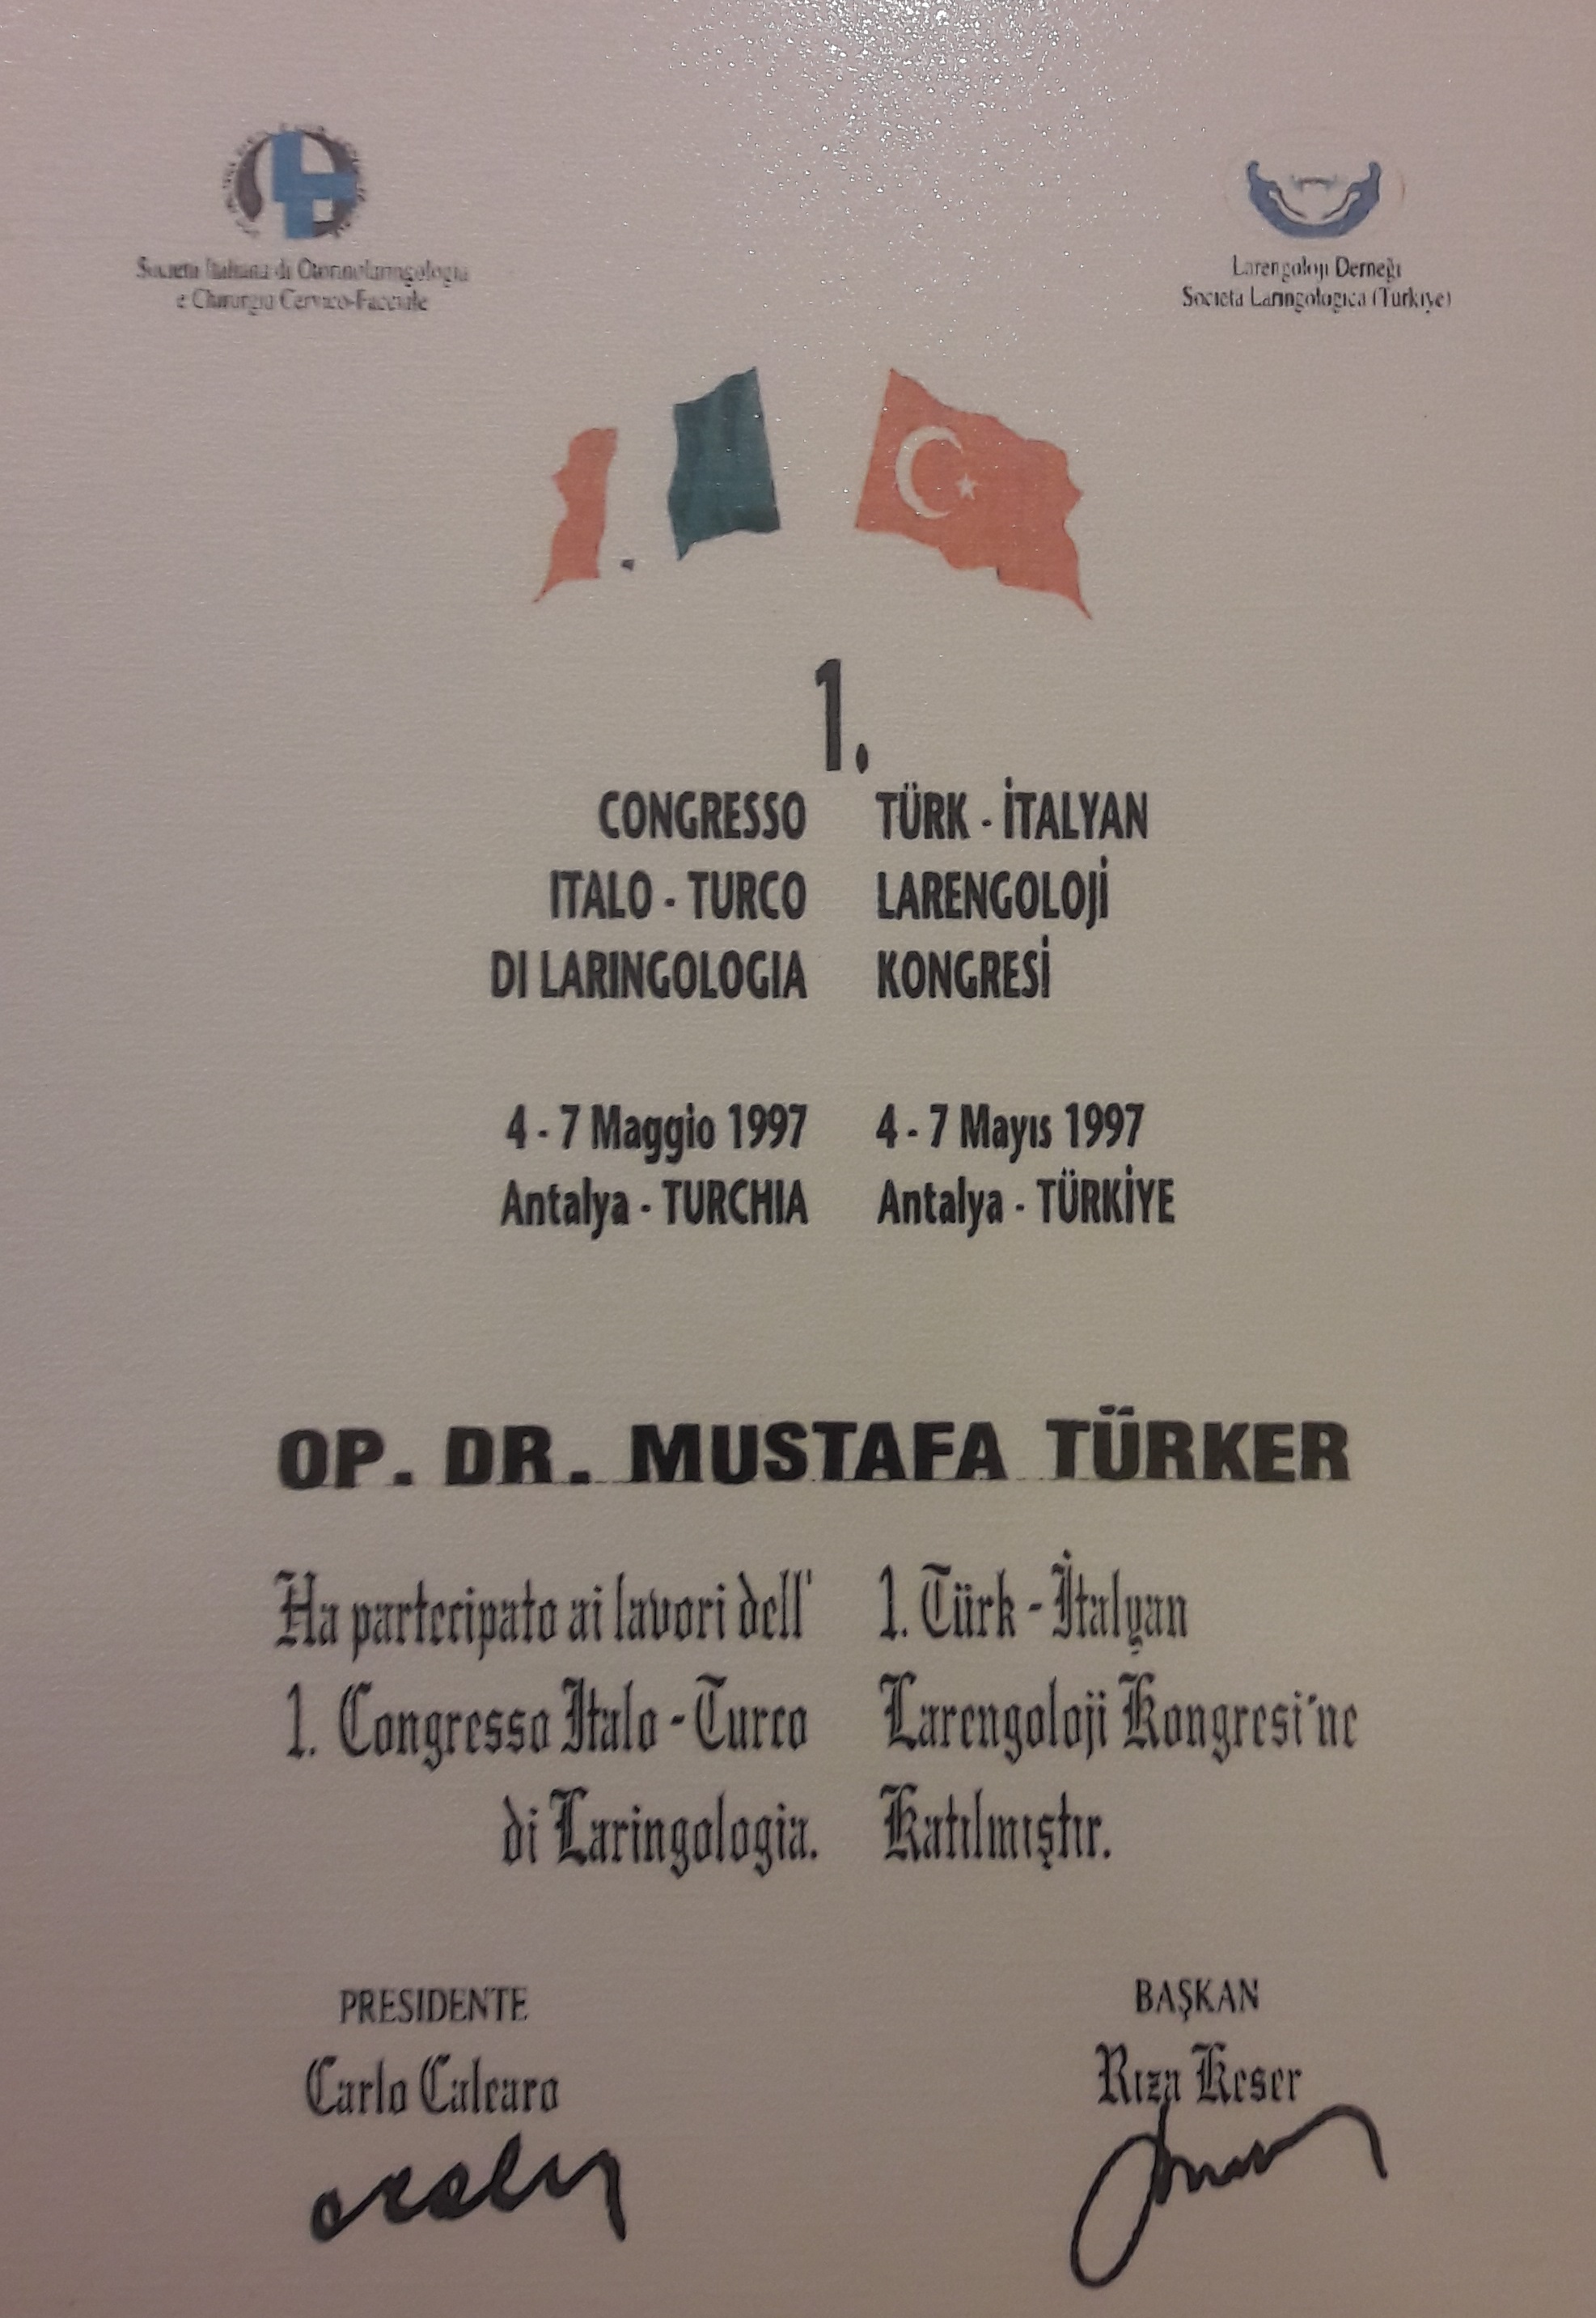 Società Italiana di Otorinolaringologia
e Chirurgia Cervico-Facciale
Larengoloji Derneği
Societa Laringologica (Türkiye)
1.
CONGRESSO
ITALO - TURCO
DI LARINGOLOGIA
TÜRK - İTALYAN
LARENGOLOJİ
KONGRESİ
4 - 7 Maggio 1997
Antalya - TURCHIA
4 - 7 Mayıs 1997
Antalya - TÜRKİYE
OP. DR. MUSTAFA TÜRKER
Ha partecipato ai lavori dell'
1. Congresso Italo - Turco
di Laringologia.
1. Türk - İtalyan
Larengoloji Kongresi'ne
Katılmıştır.
PRESIDENTE
Carlo Calearo
BAŞKAN
Rıza Keser